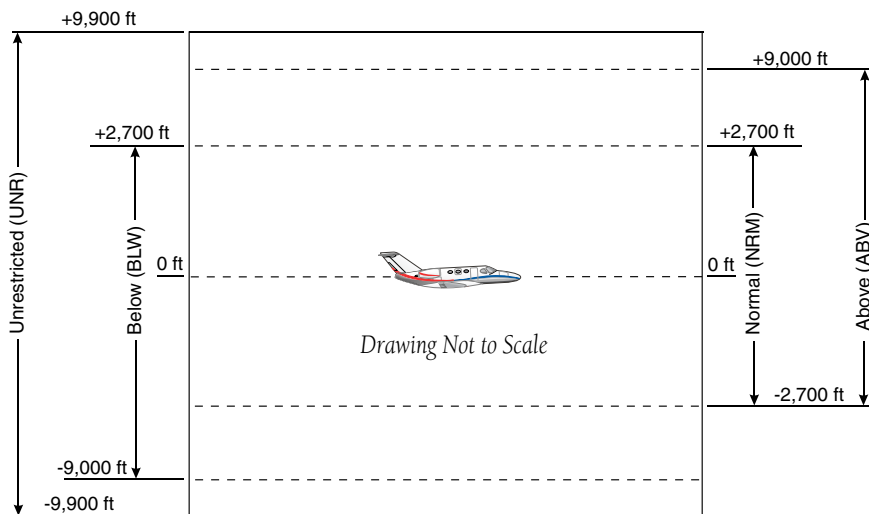 +9,900 ft
+9,000 ft
+2,700 ft
+2,700 ft
Unrestricted (UNR)
Below (BLW)
0 ft
0 ft
Normal (NRM)
Above (ABV)
Drawing Not to Scale
-2,700 ft
-9,000 ft
-9,900 ft